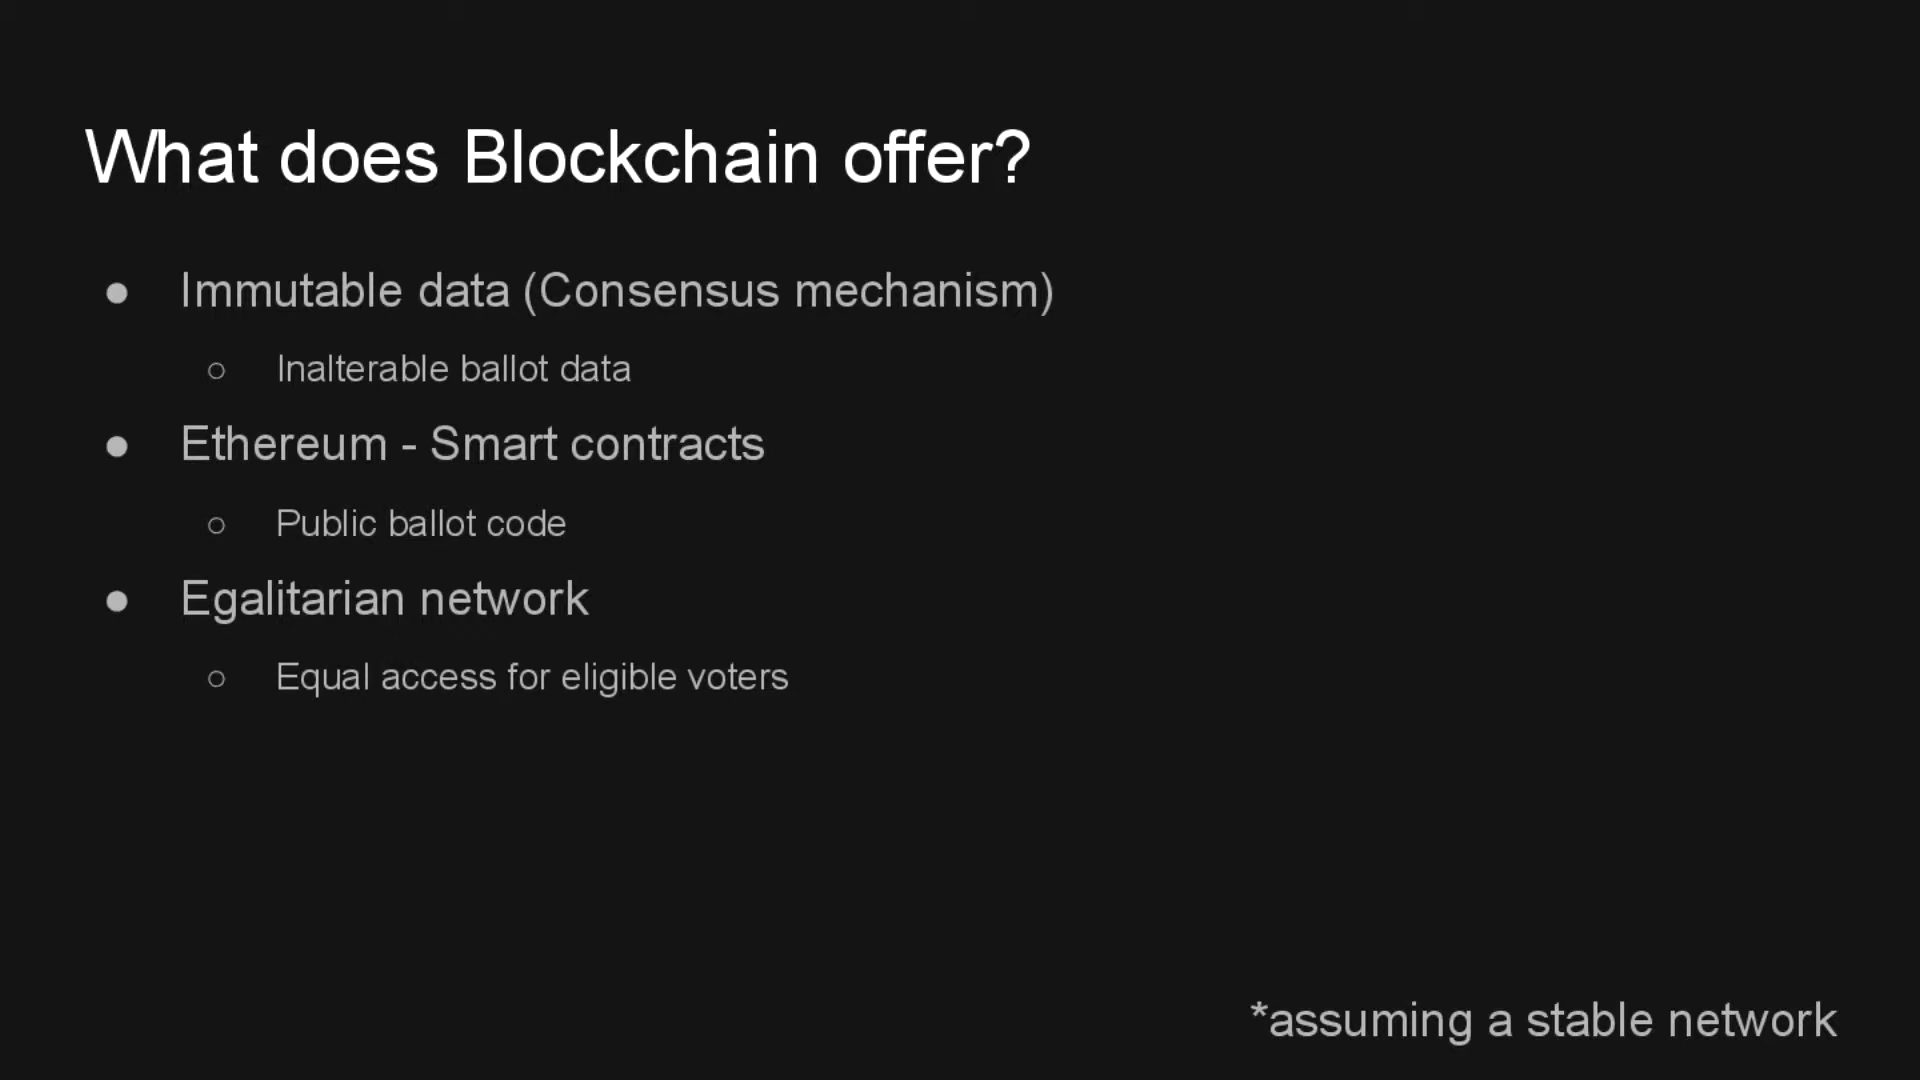 What does Blockchain offer?
● Immutable data (Consensus mechanism)
○ Inalterable ballot data
● Ethereum - Smart contracts
○ Public ballot code
● Egalitarian network
○ Equal access for eligible voters
*assuming a stable network